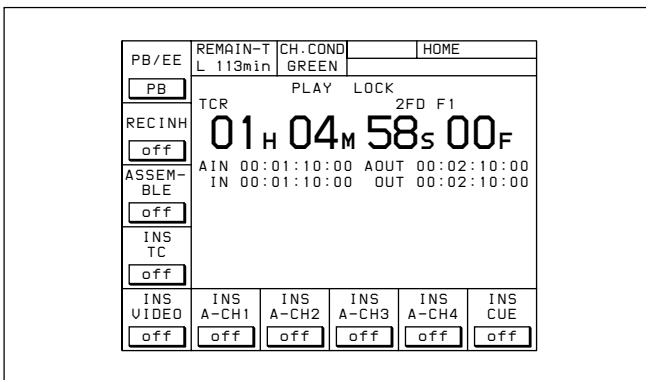 PB/EE
PB
REMAIN-T
L 113min
CH.COND
GREEN
HOME
PLAY LOCK
TCR 2FD F1
01H 04M 58S 00F
AIN 00:01:10:00 AOUT 00:02:10:00
IN 00:01:10:00 OUT 00:02:10:00
RECINH
off
ASSEM-
BLE
off
INS
TC
off
INS
VIDEO
off
INS
A-CH1
off
INS
A-CH2
off
INS
A-CH3
off
INS
A-CH4
off
INS
CUE
off